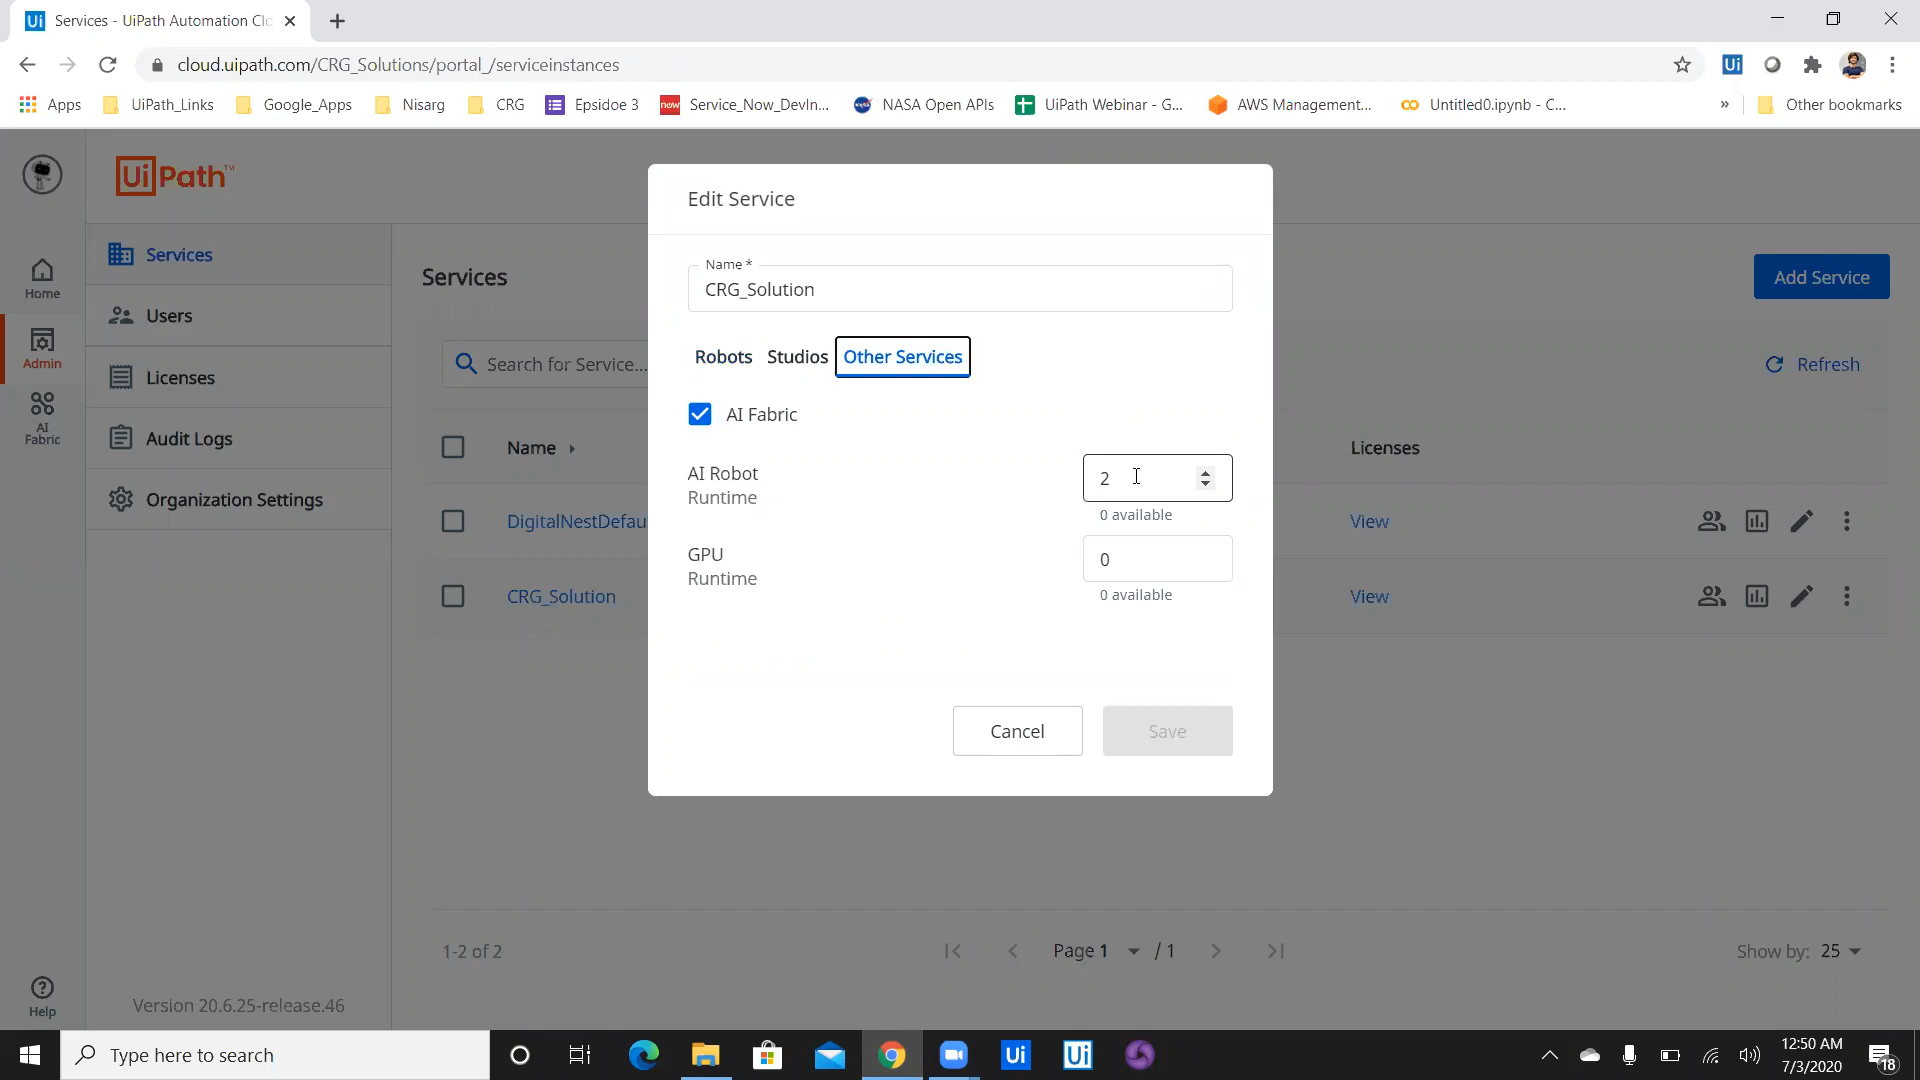 Services - UiPath Automation Clo
cloud.uipath.com/CRG_Solutions/portal_/serviceinstances
Apps UiPath_Links Google_Apps Nisarg CRG Epsidoe 3 Service_Now_DevIn... NASA Open APIs UiPath Webinar - G... AWS Management... Untitled0.ipynb - C... » Other bookmarks
UiPath™
Home
Admin
AI
Fabric
Help
Services
Users
Licenses
Audit Logs
Organization Settings
Version 20.6.25-release.46
Services
Add Service
Search for Service...
Refresh
Name
Licenses
DigitalNestDefau
View
CRG_Solution
View
1-2 of 2
Page 1 / 1
Show by: 25
Edit Service
Name *
CRG_Solution
Robots Studios Other Services
AI Fabric
AI Robot
Runtime
2
0 available
GPU
Runtime
0
0 available
Cancel
Save
Type here to search
12:50 AM
7/3/2020
18